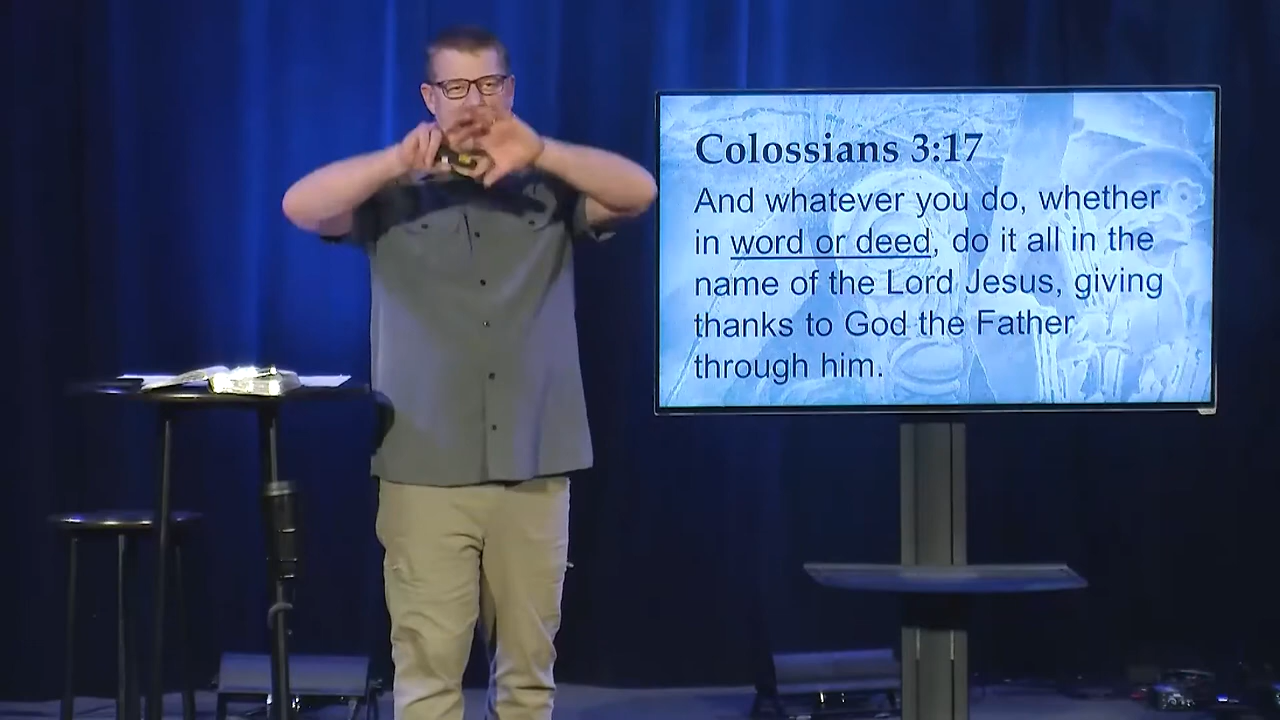 Colossians 3:17
And whatever you do, whether
in word or deed, do it all in the
name of the Lord Jesus, giving
thanks to God the Father
through him.